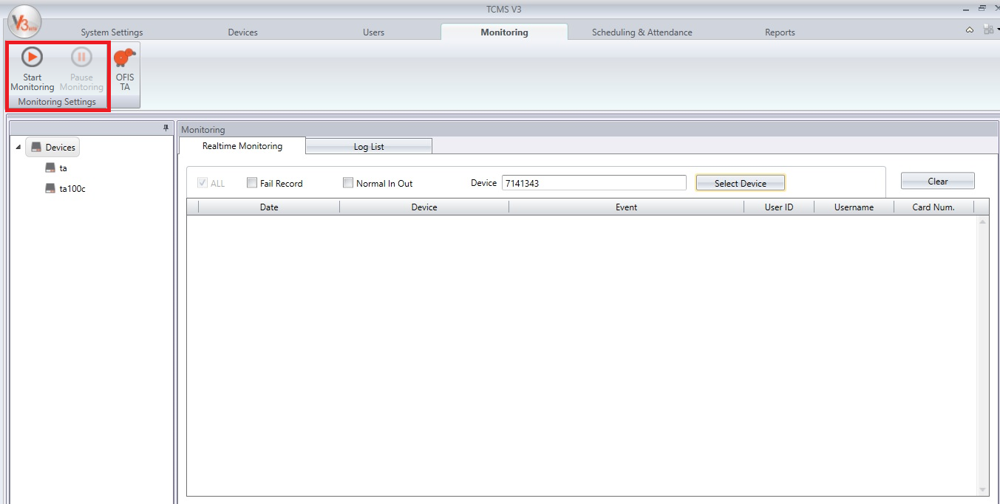 TCMS V3
V3
System Settings Devices Users Monitoring Scheduling & Attendance Reports
Start Monitoring
Pause Monitoring
OFIS TA
Monitoring Settings
Monitoring
Devices
ta
ta100c
Realtime Monitoring Log List
ALL Fail Record Normal In Out Device 7141343 Select Device Clear
Date Device Event User ID Username Card Num.